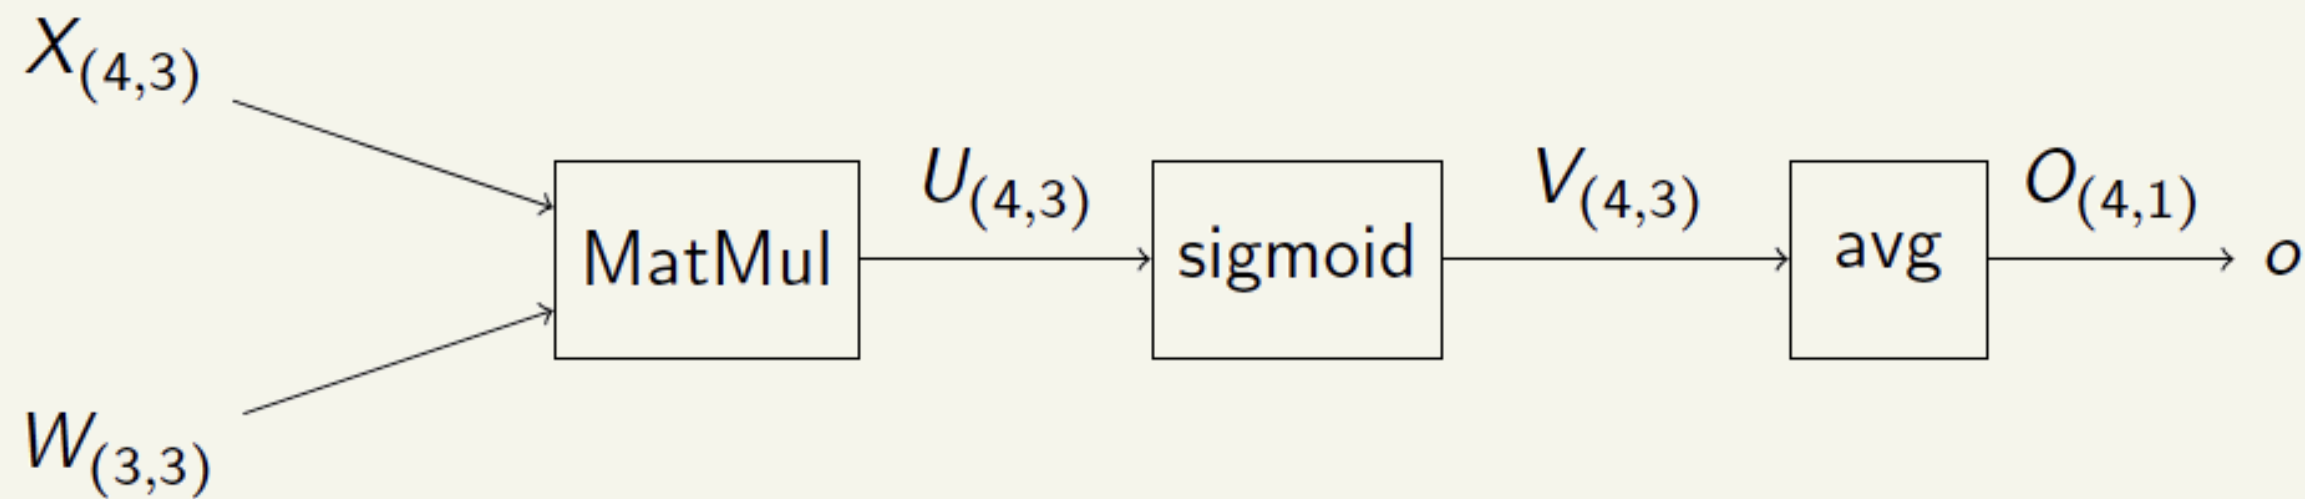 X(4,3)
W(3,3)
MatMul
U(4,3)
sigmoid
V(4,3)
avg
O(4,1)
o